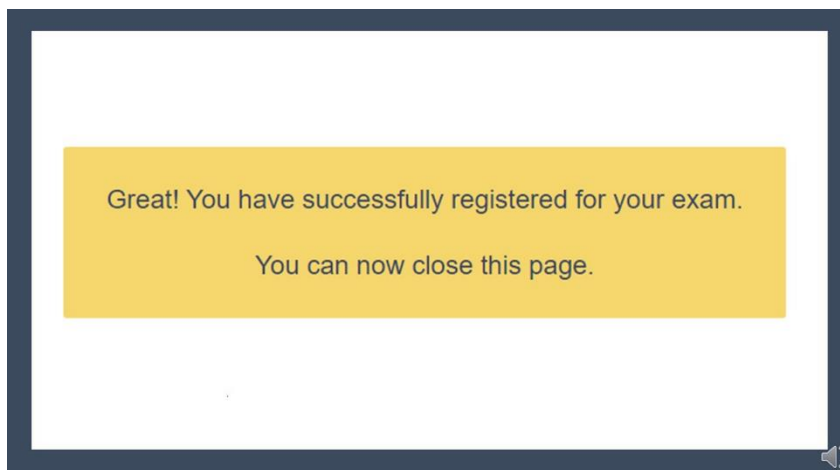 Great! You have successfully registered for your exam.
You can now close this page.